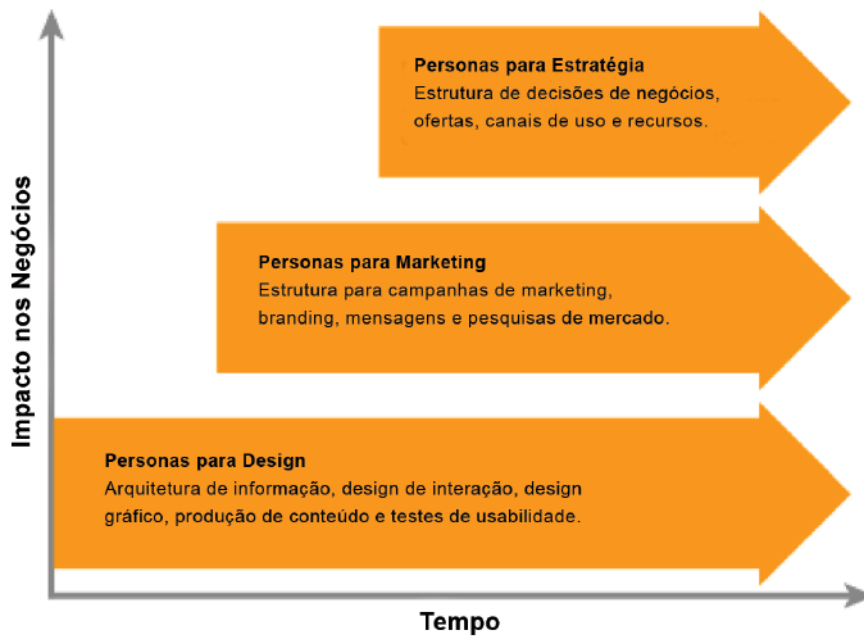 Personas para Estratégia
Estrutura de decisões de negócios,
ofertas, canais de uso e recursos.
Personas para Marketing
Estrutura para campanhas de marketing,
branding, mensagens e pesquisas de mercado.
Personas para Design
Arquitetura de informação, design de interação, design
gráfico, produção de conteúdo e testes de usabilidade.
Impacto nos Negócios
Tempo